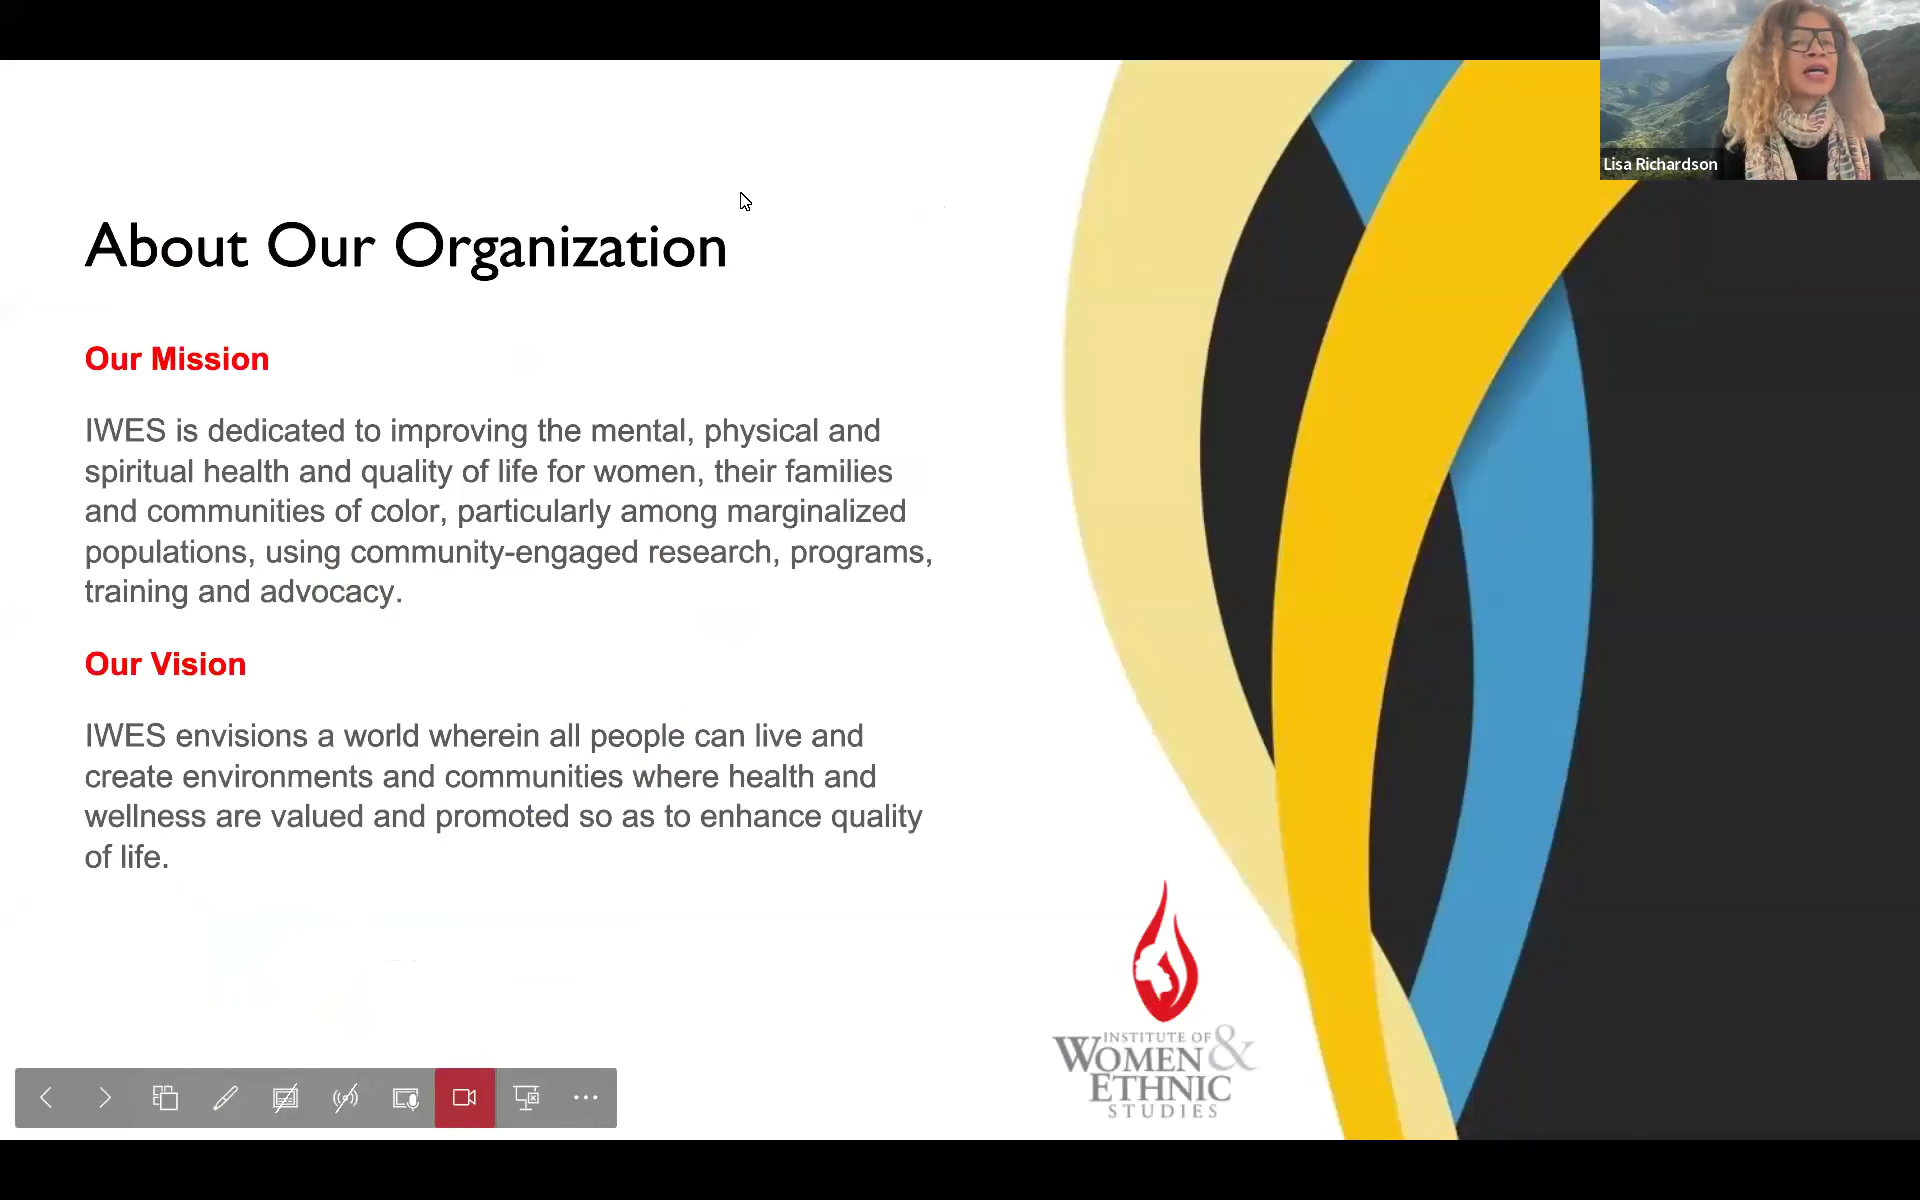 Lisa Richardson
About Our Organization
Our Mission
IWES is dedicated to improving the mental, physical and
spiritual health and quality of life for women, their families
and communities of color, particularly among marginalized
populations, using community-engaged research, programs,
training and advocacy.
Our Vision
IWES envisions a world wherein all people can live and
create environments and communities where health and
wellness are valued and promoted so as to enhance quality
of life.
INSTITUTE OF
WOMEN &
ETHNIC
STUDIES